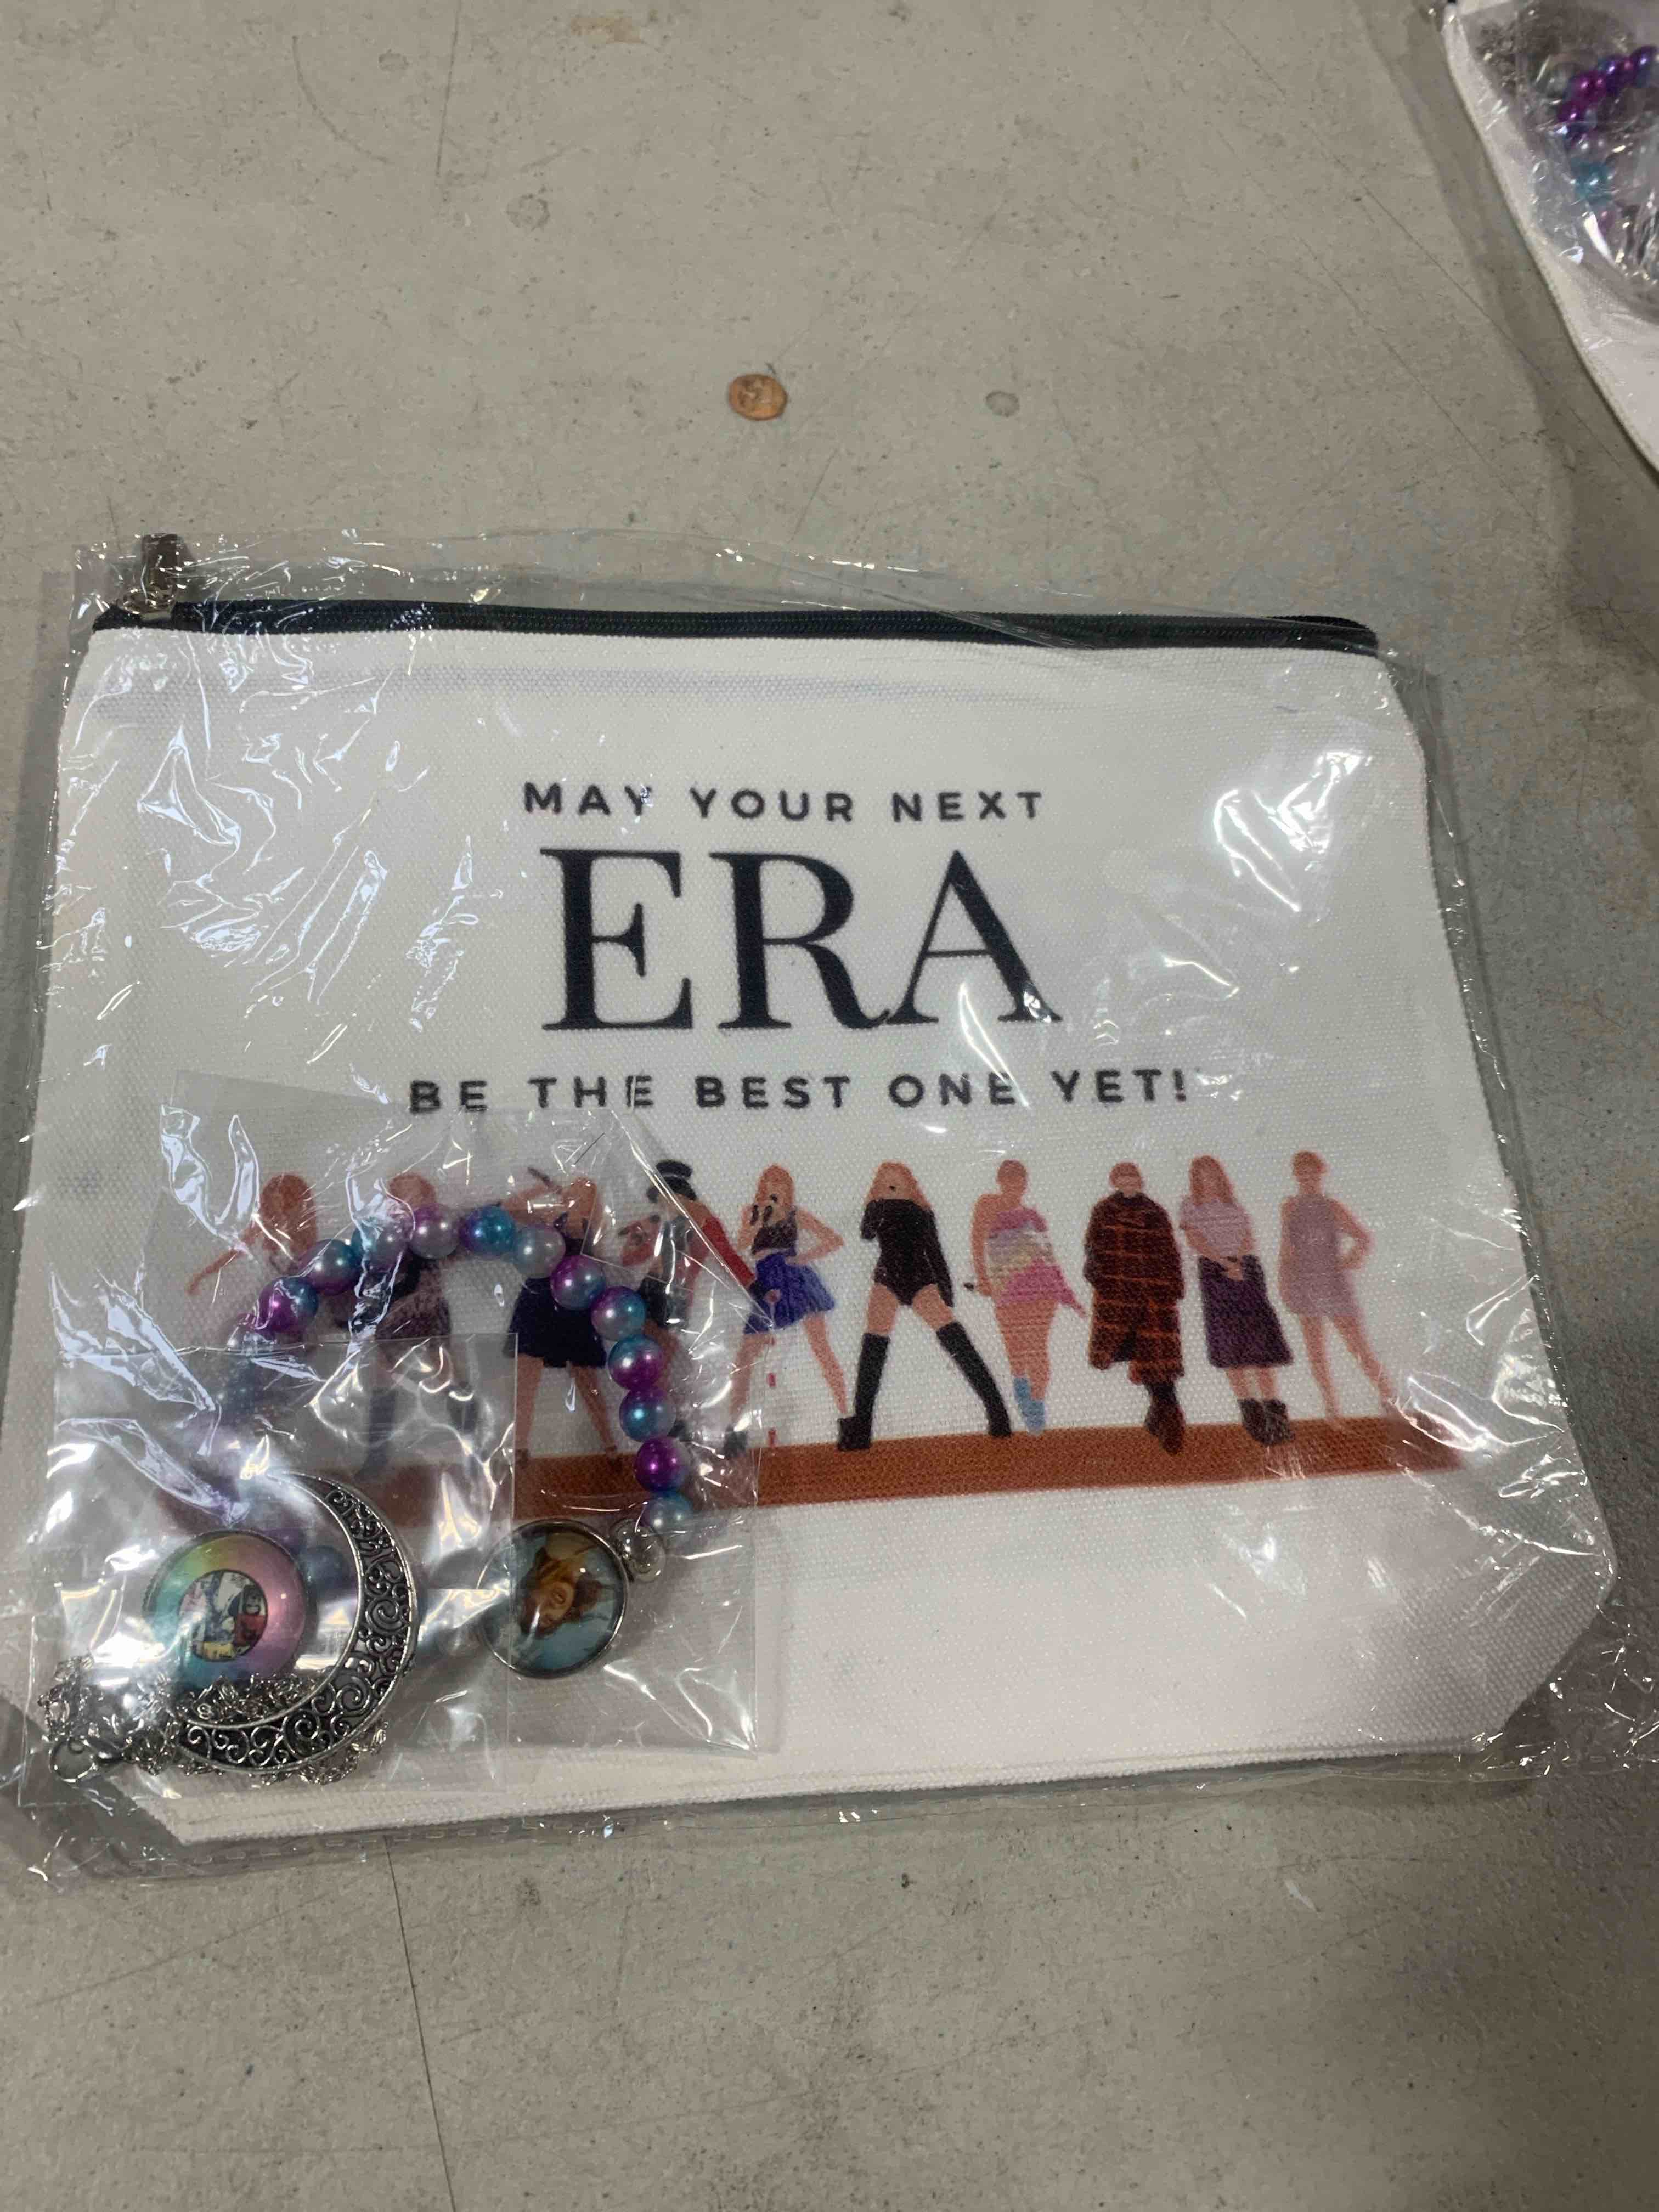 MAY YOUR NEXT
ERA
BE THE BEST ONE YET!